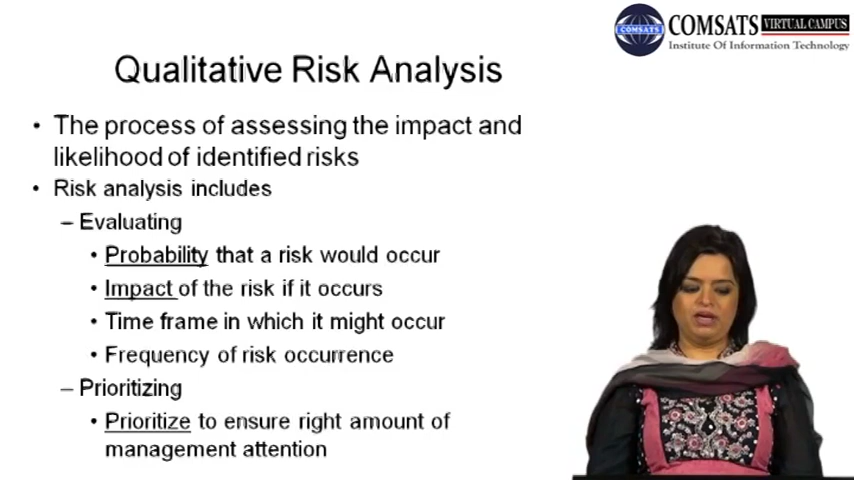 COMSATS
COMSATS VIRTUAL CAMPUS
Institute Of Information Technology
Qualitative Risk Analysis
• The process of assessing the impact and
likelihood of identified risks
• Risk analysis includes
– Evaluating
• Probability that a risk would occur
• Impact of the risk if it occurs
• Time frame in which it might occur
• Frequency of risk occurrence
– Prioritizing
• Prioritize to ensure right amount of
management attention